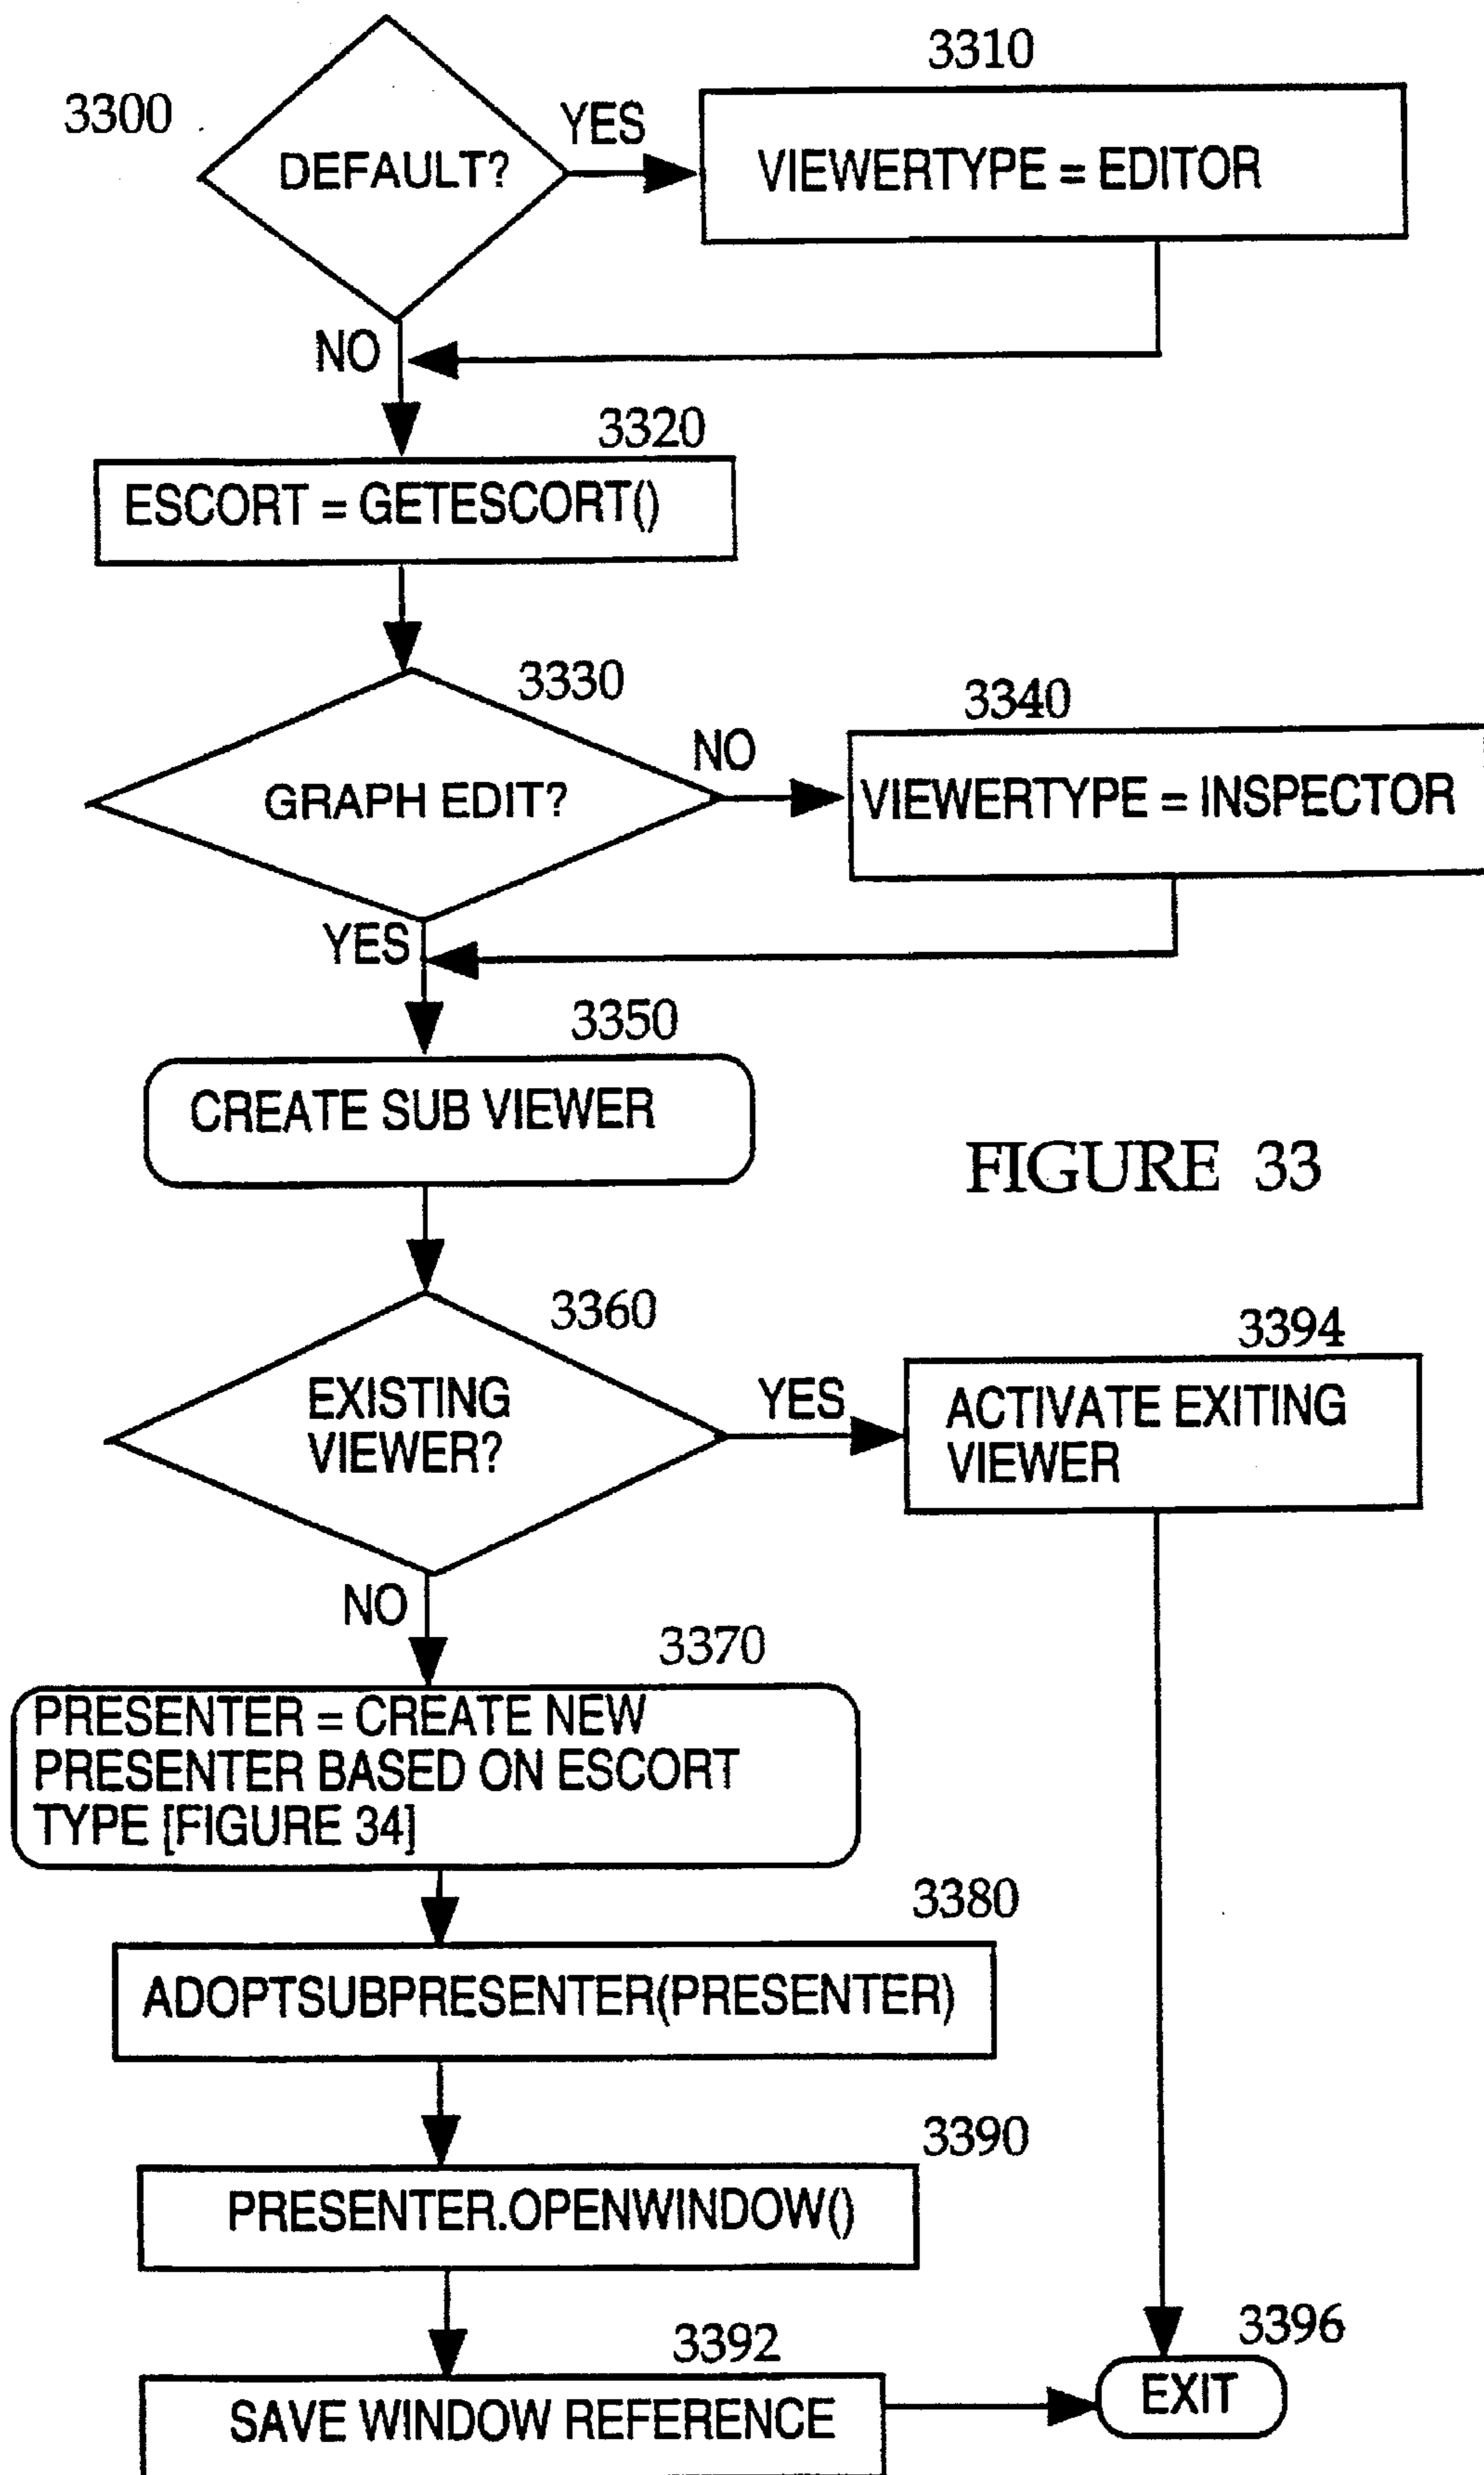 3300
DEFAULT?
YES
3310
VIEWERTYPE = EDITOR
NO
3320
ESCORT = GETESCORT()
3330
GRAPH EDIT?
NO
3340
VIEWERTYPE = INSPECTOR
YES
3350
CREATE SUB VIEWER
FIGURE 33
3360
EXISTING
VIEWER?
YES
3394
ACTIVATE EXITING
VIEWER
NO
3370
PRESENTER = CREATE NEW
PRESENTER BASED ON ESCORT
TYPE [FIGURE 34]
3380
ADOPTSUBPRESENTER(PRESENTER)
3390
PRESENTER.OPENWINDOW()
3392
SAVE WINDOW REFERENCE
3396
EXIT